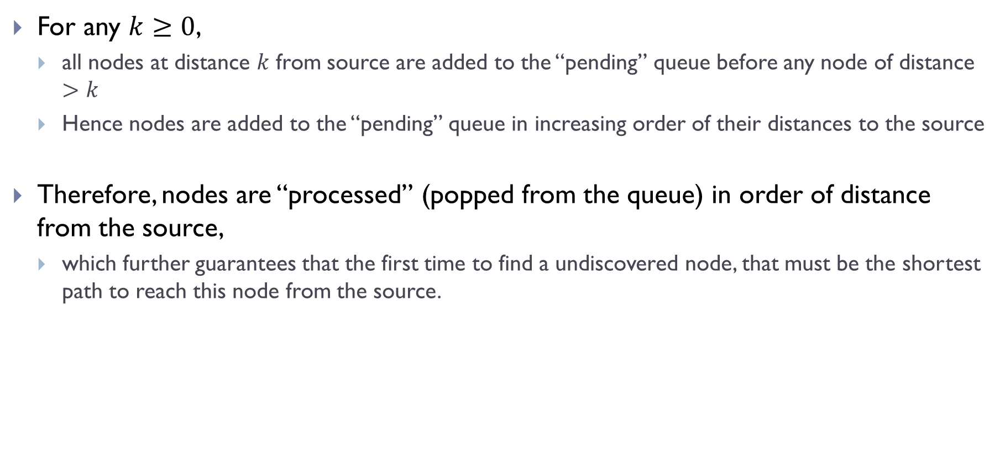 For any k ≥ 0,
all nodes at distance k from source are added to the “pending” queue before any node of distance
> k
Hence nodes are added to the “pending” queue in increasing order of their distances to the source
Therefore, nodes are “processed” (popped from the queue) in order of distance
from the source,
which further guarantees that the first time to find a undiscovered node, that must be the shortest
path to reach this node from the source.